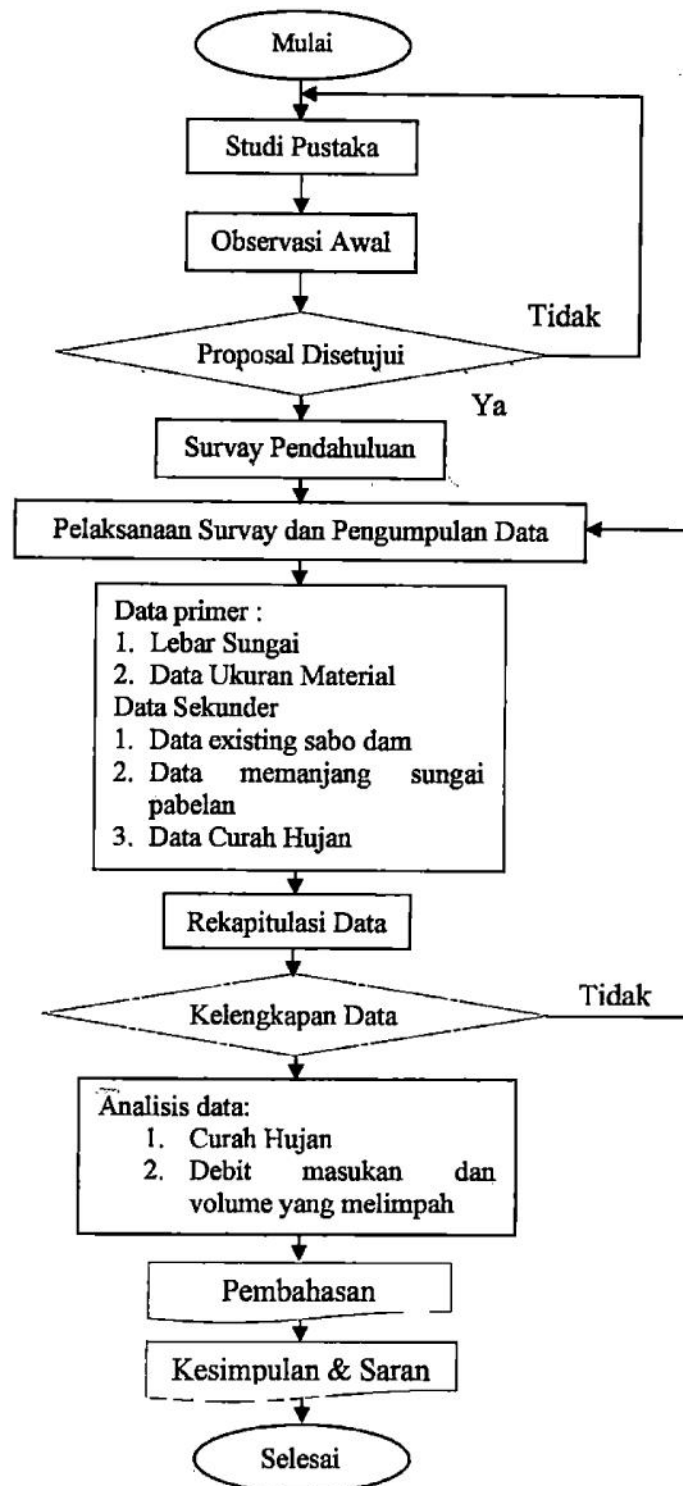 Mulai
Studi Pustaka
Observasi Awal
Tidak
Proposal Disetujui
Ya
Survay Pendahuluan
Pelaksanaan Survay dan Pengumpulan Data
Data primer :
1. Lebar Sungai
2. Data Ukuran Material
Data Sekunder
1. Data existing sabo dam
2. Data memanjang sungai
pabelan
3. Data Curah Hujan
Rekapitulasi Data
Tidak
Kelengkapan Data
Analisis data:
1. Curah Hujan
2. Debit masukan dan
volume yang melimpah
Pembahasan
Kesimpulan & Saran
Selesai